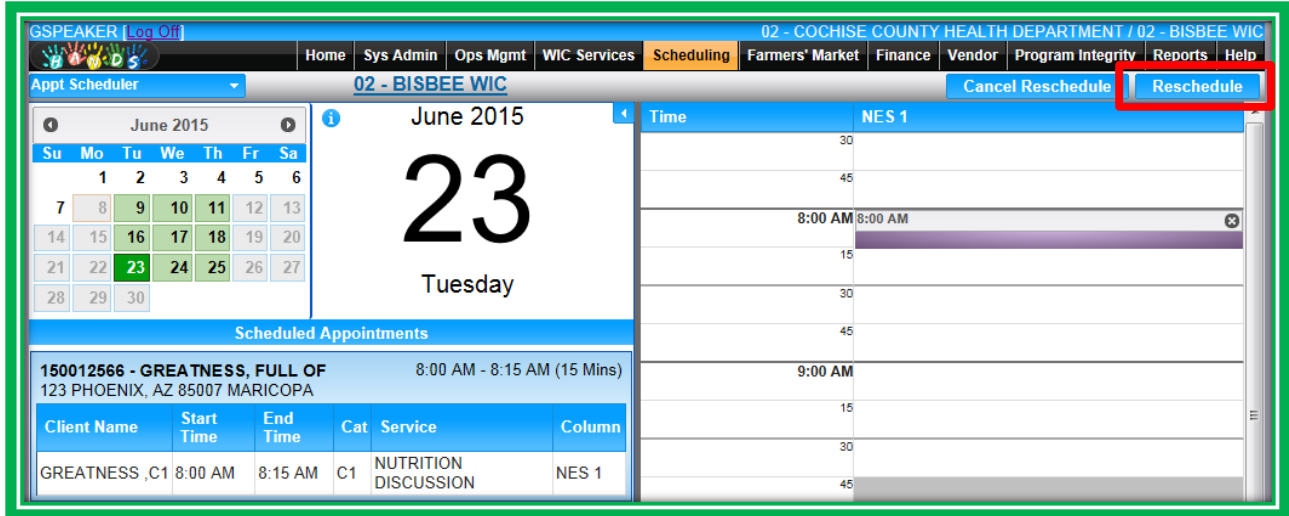 GSPEAKER [Log Off] 02 - COCHISE COUNTY HEALTH DEPARTMENT / 02 - BISBEE WIC
HANDS Home Sys Admin Ops Mgmt WIC Services Scheduling Farmers' Market Finance Vendor Program Integrity Reports Help
Appt Scheduler 02 - BISBEE WIC Cancel Reschedule Reschedule
June 2015
Su Mo Tu We Th Fr Sa
1 2 3 4 5 6
7 8 9 10 11 12 13
14 15 16 17 18 19 20
21 22 23 24 25 26 27
28 29 30
June 2015
23
Tuesday
Scheduled Appointments
150012566 - GREATNESS, FULL OF 8:00 AM - 8:15 AM (15 Mins)
123 PHOENIX, AZ 85007 MARICOPA
Client Name Start Time End Time Cat Service Column
GREATNESS ,C1 8:00 AM 8:15 AM C1 NUTRITION DISCUSSION NES 1
Time NES 1
30
45
8:00 AM 8:00 AM
15
30
45
9:00 AM
15
30
45